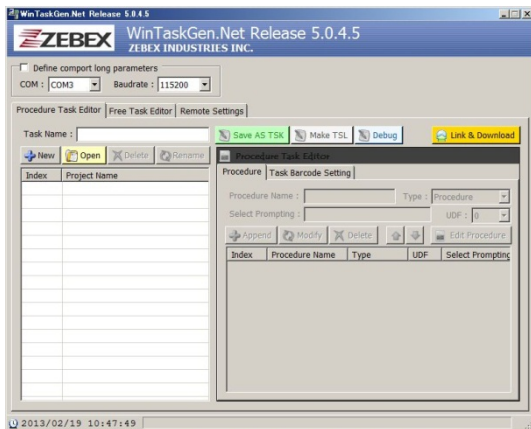 WinTaskGen.Net Release 5.0.4.5
ZEBEX
WinTaskGen.Net Release 5.0.4.5
ZEBEX INDUSTRIES INC.
Define comport long parameters
COM : COM3 Baudrate : 115200
Procedure Task Editor Free Task Editor Remote Settings
Task Name : Save AS TSK Make TSL Debug Link & Download
New Open Delete Rename
Procedure Task Editor
Index Project Name
Procedure Task Barcode Setting
Procedure Name : Type : Procedure
Select Prompting : UDF : 0
Append Modify Delete Edit Procedure
Index Procedure Name Type UDF Select Prompting
2013/02/19 10:47:49